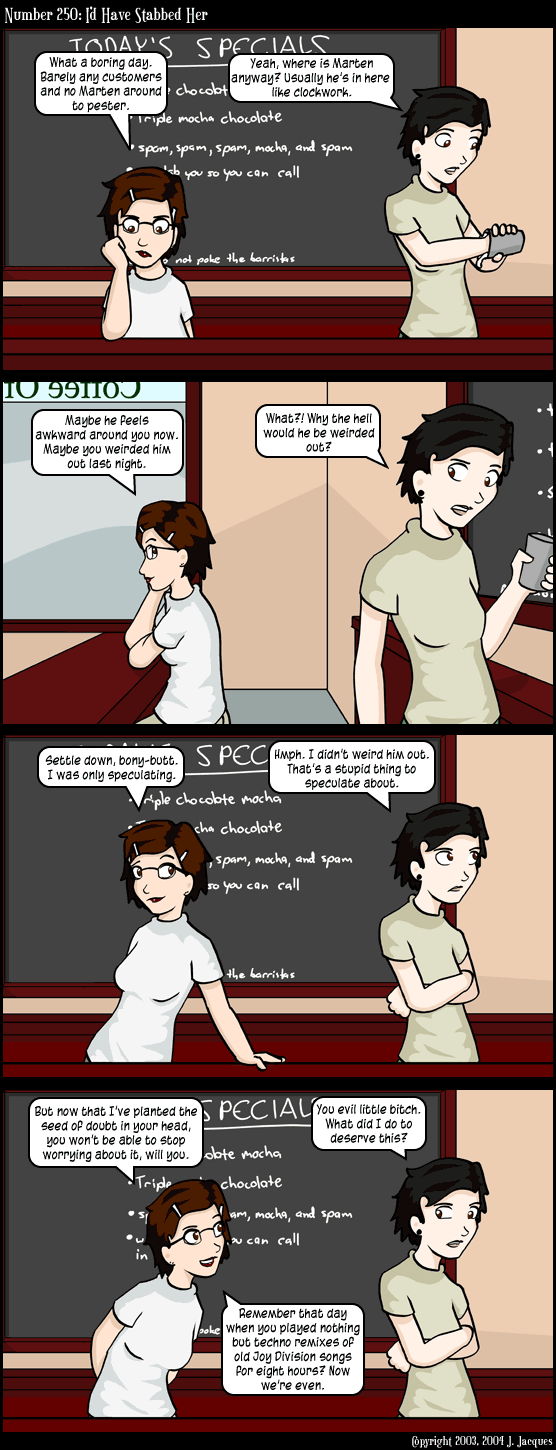 Number 250: I'd Have Stabbed Her
TODAY'S SPECIALS
What a boring day.
Barely any customers
and no Marten around
to pester.
Yeah, where is Marten
anyway? Usually he's in here
like clockwork.
chocolat
Triple mocha chocolate
• spam, spam, spam, mocha, and spam
you so you can call
not poke the barristas
Coffee Of
Maybe he feels
awkward around you now.
Maybe you weirded him
out last night.
What?! Why the hell
would he be weirded
out?
SPEC
Settle down, bony-butt.
I was only speculating.
Hmph. I didn't weird him out.
That's a stupid thing to
speculate about.
• Triple chocolate mocha
cha chocolate
, spam, mocha, and spam
so you can call
the barristas
SPECIAL
But now that I've planted the
seed of doubt in your head,
you won't be able to stop
worrying about it, will you.
You evil little bitch.
What did I do to
deserve this?
olate mocha
• Triple chocolate
• sp am, mocha, and spam
• w you can call
in
poke
Remember that day
when you played nothing
but techno remixes of
old Joy Division songs
for eight hours? Now
we're even.
Copyright 2003, 2004 J. Jacques